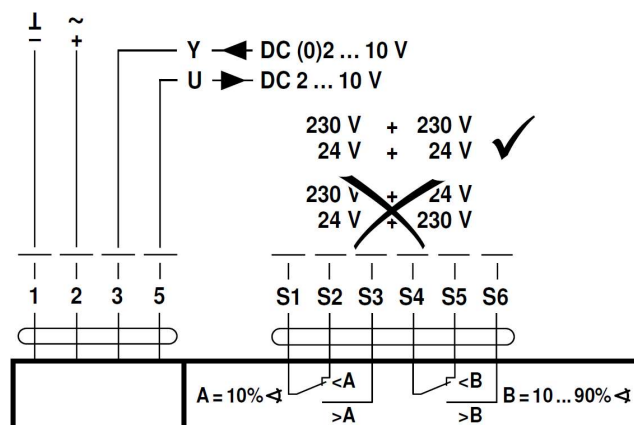 ⊥ ~
− +
Y ◄ DC (0)2 ... 10 V
U ► DC 2 ... 10 V
230 V + 230 V
24 V + 24 V ✓
230 V + 24 V
24 V + 230 V
1 2 3 5 S1 S2 S3 S4 S5 S6
A = 10% ∢ <A <B B = 10 ... 90% ∢
>A >B